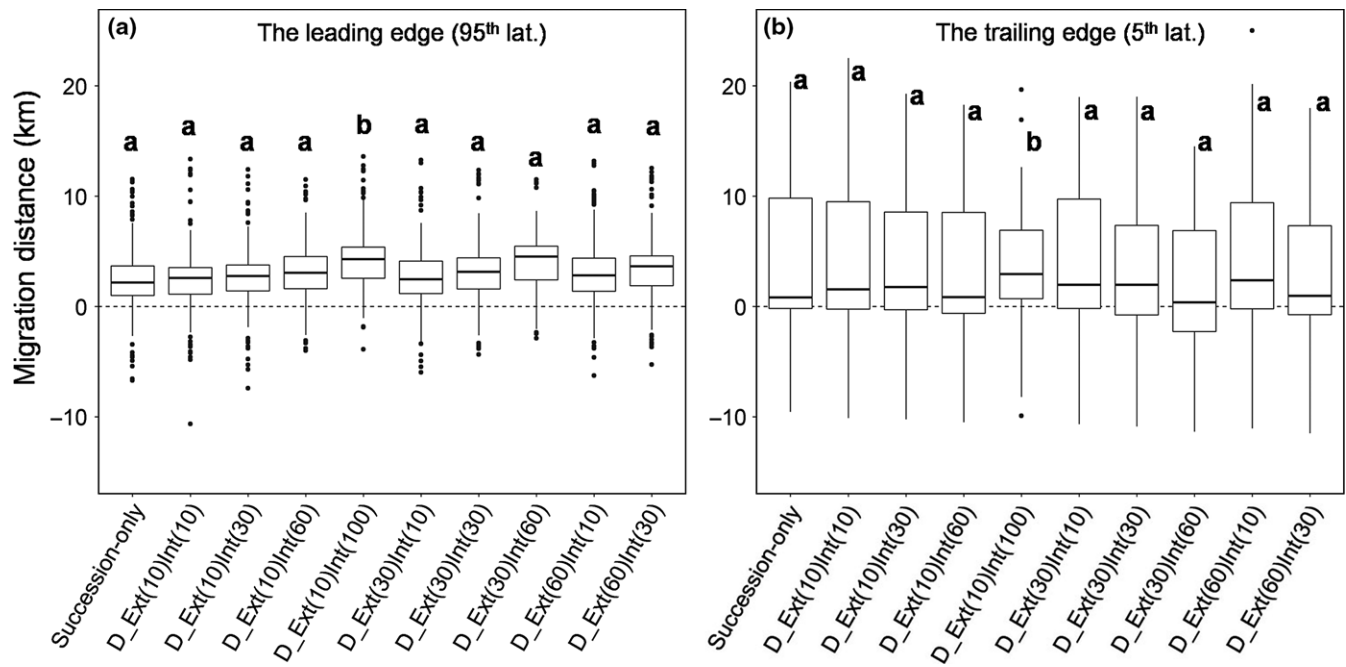 (a) The leading edge (95th lat.)
Migration distance (km)
20
10
0
−10
a a a a b a a a a a
Succession-only
D_Ext(10)Int(10)
D_Ext(10)Int(30)
D_Ext(10)Int(60)
D_Ext(10)Int(100)
D_Ext(30)Int(10)
D_Ext(30)Int(30)
D_Ext(30)Int(60)
D_Ext(60)Int(10)
D_Ext(60)Int(30)
(b) The trailing edge (5th lat.)
20
10
0
−10
a a a a b a a a a a
Succession-only
D_Ext(10)Int(10)
D_Ext(10)Int(30)
D_Ext(10)Int(60)
D_Ext(10)Int(100)
D_Ext(30)Int(10)
D_Ext(30)Int(30)
D_Ext(30)Int(60)
D_Ext(60)Int(10)
D_Ext(60)Int(30)